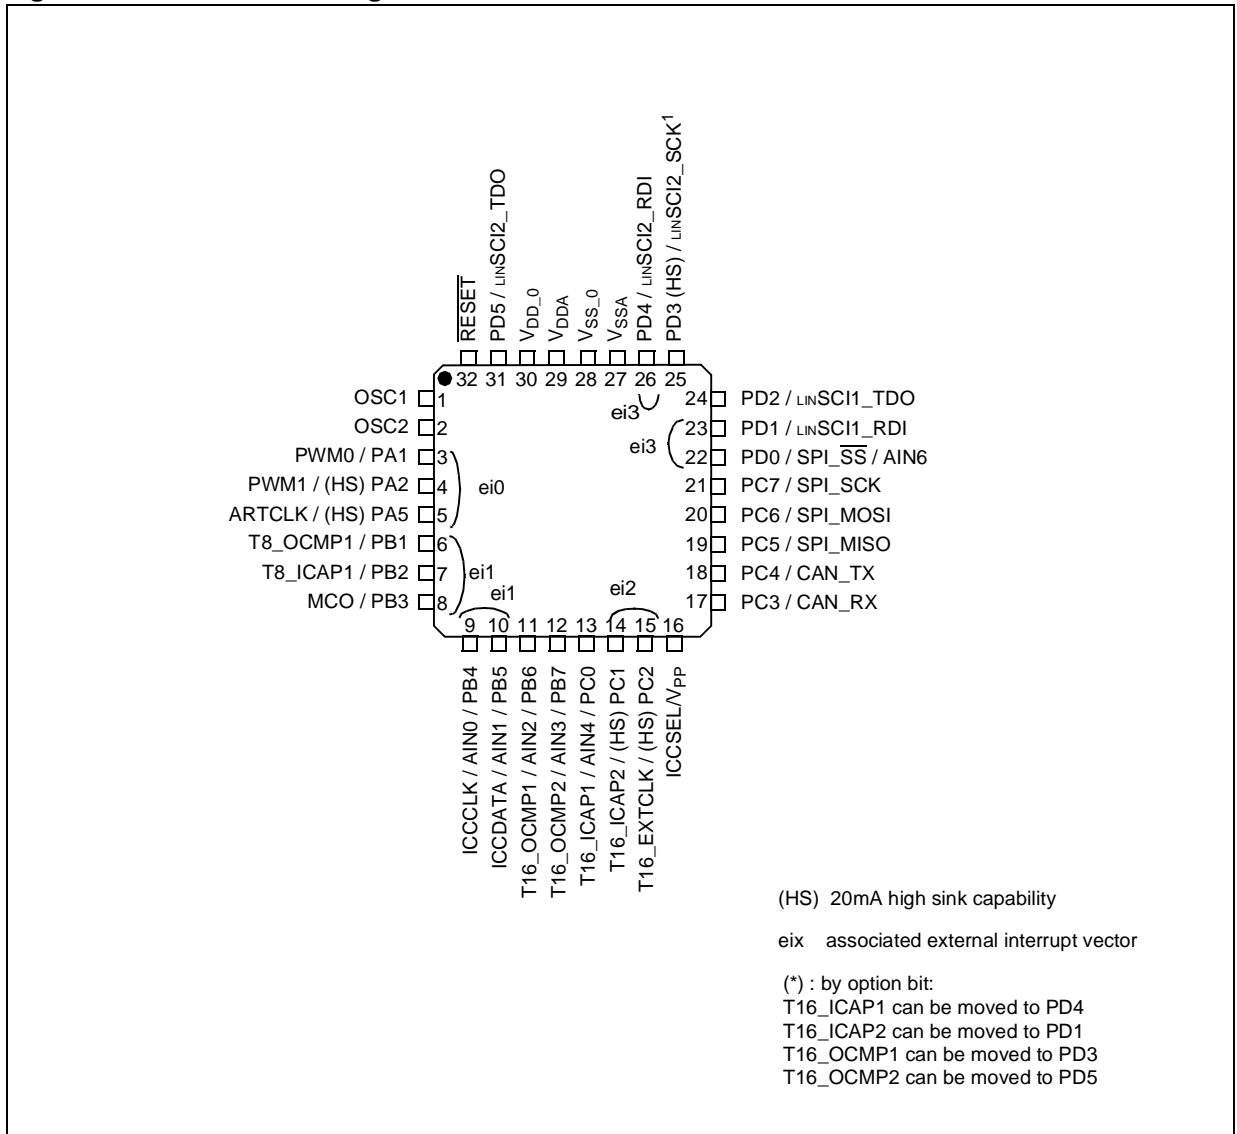 RESET
PD5 / LINSCI2_TDO
VDD_0
VDDA
VSS_0
VSSA
PD4 / LINSCI2_RDI
PD3 (HS) / LINSCI2_SCK1
32 31 30 29 28 27 26 25
ei3
OSC1 1
OSC2 2
PWM0 / PA1 3
PWM1 / (HS) PA2 4
ARTCLK / (HS) PA5 5
ei0
T8_OCMP1 / PB1 6
T8_ICAP1 / PB2 7
MCO / PB3 8
ei1
24 PD2 / LINSCI1_TDO
23 PD1 / LINSCI1_RDI
22 PD0 / SPI_SS / AIN6
ei3
21 PC7 / SPI_SCK
20 PC6 / SPI_MOSI
19 PC5 / SPI_MISO
18 PC4 / CAN_TX
17 PC3 / CAN_RX
ei1
ei2
9 10 11 12 13 14 15 16
ICCCLK / AIN0 / PB4
ICCDATA / AIN1 / PB5
T16_OCMP1 / AIN2 / PB6
T16_OCMP2 / AIN3 / PB7
T16_ICAP1 / AIN4 / PC0
T16_ICAP2 / (HS) PC1
T16_EXTCLK / (HS) PC2
ICCSEL/VPP
(HS) 20mA high sink capability
eix associated external interrupt vector
(*) : by option bit:
T16_ICAP1 can be moved to PD4
T16_ICAP2 can be moved to PD1
T16_OCMP1 can be moved to PD3
T16_OCMP2 can be moved to PD5